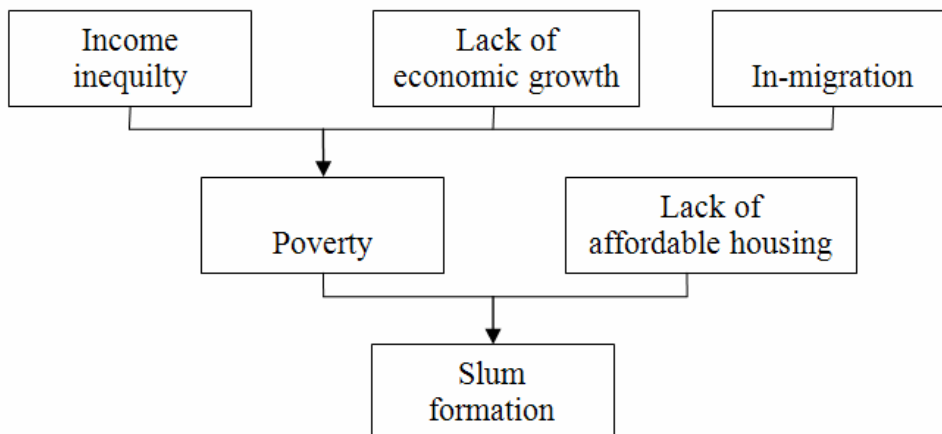 Income
inequilty
Lack of
economic growth
In-migration
Poverty
Lack of
affordable housing
Slum
formation